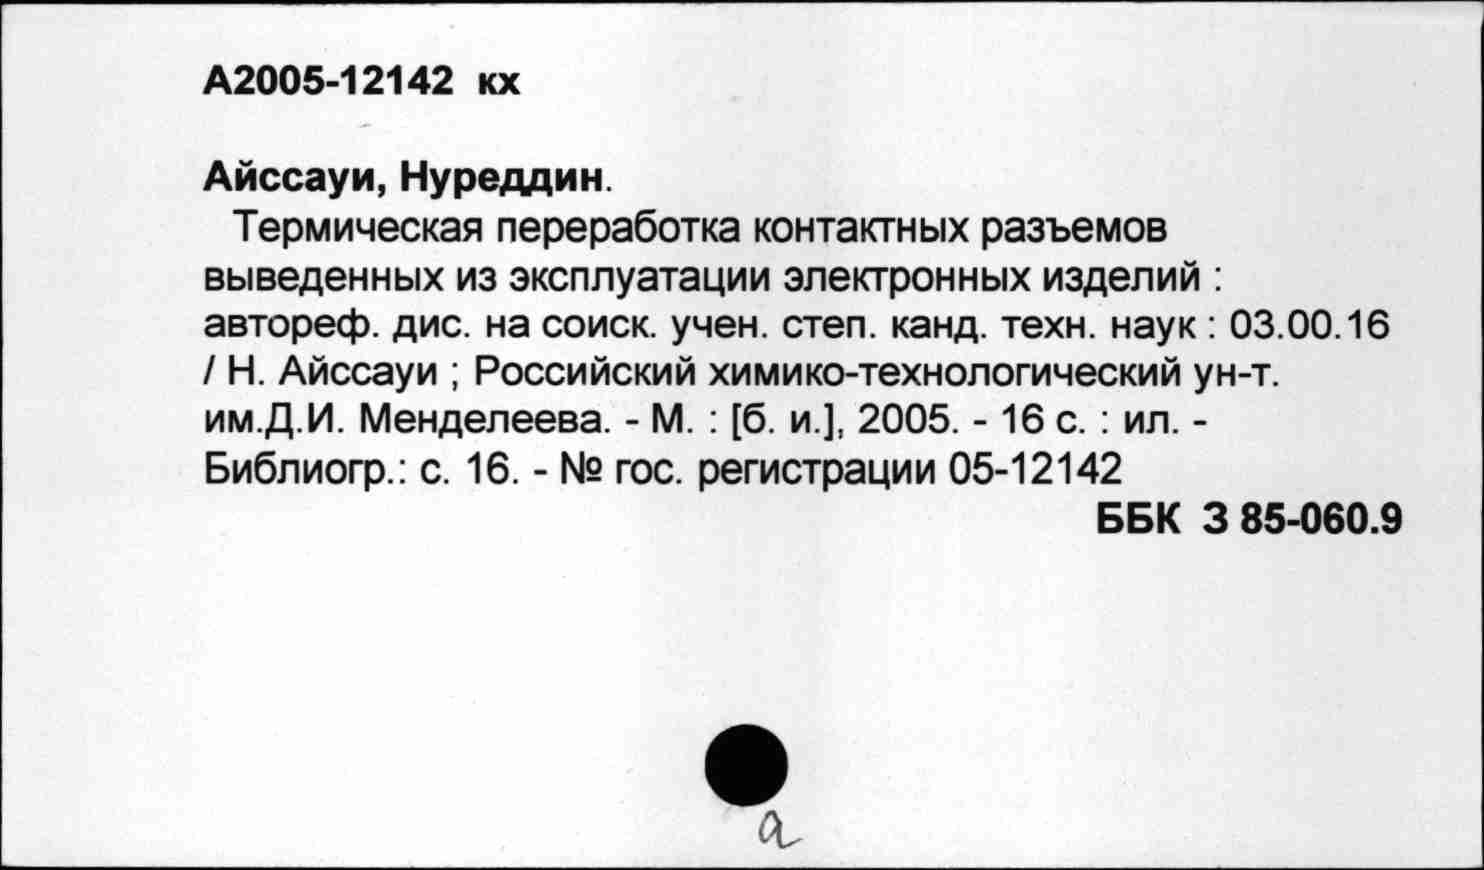 А2005-12142 кх
Айссауи, Нуреддин.
Термическая переработка контактных разъемов
выведенных из эксплуатации электронных изделий :
автореф. дис. на соиск. учен. степ. канд. техн. наук : 03.00.16
/ Н. Айссауи ; Российский химико-технологический ун-т.
им.Д.И. Менделеева. - М. : [б. и.], 2005. - 16 с. : ил. -
Библиогр.: с. 16. - № гос. регистрации 05-12142
ББК З 85-060.9
а